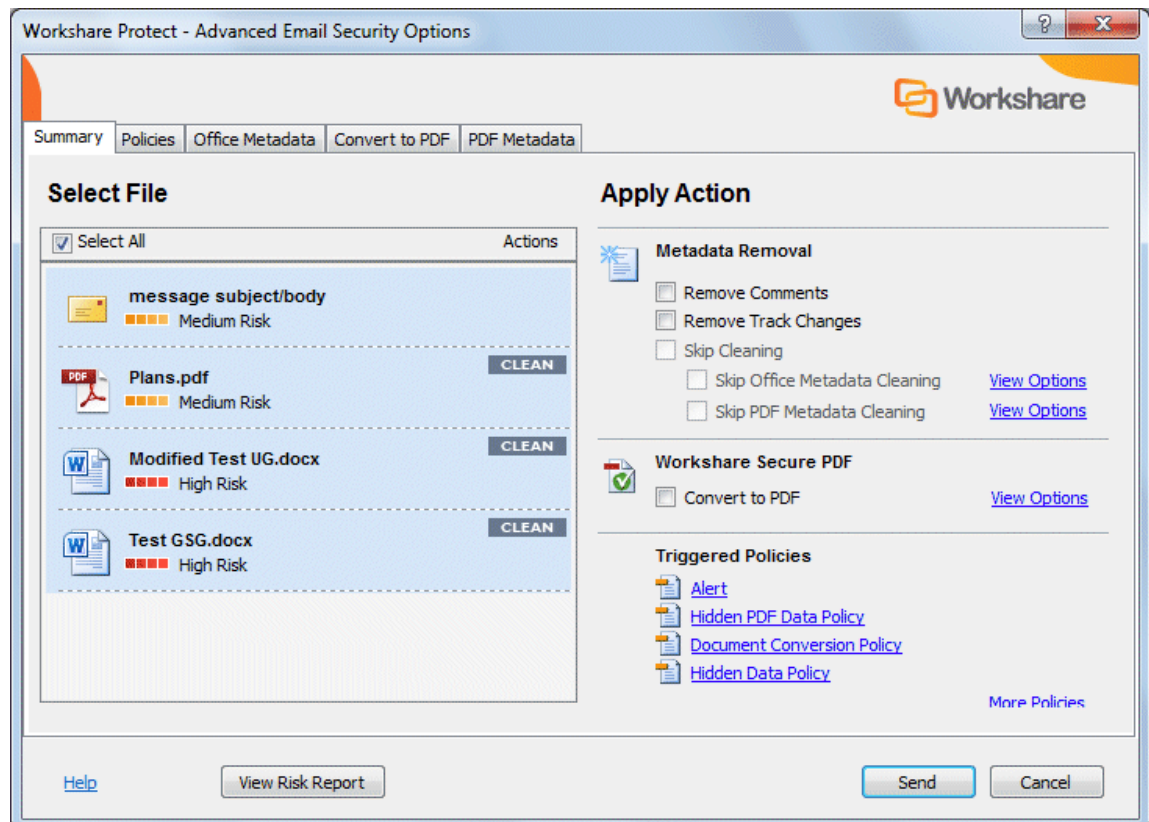 Workshare Protect - Advanced Email Security Options
Workshare
Summary
Policies
Office Metadata
Convert to PDF
PDF Metadata
Select File
Select All
Actions
message subject/body
Medium Risk
CLEAN
PDF
Plans.pdf
Medium Risk
CLEAN
Modified Test UG.docx
High Risk
CLEAN
Test GSG.docx
High Risk
Apply Action
Metadata Removal
Remove Comments
Remove Track Changes
Skip Cleaning
Skip Office Metadata Cleaning View Options
Skip PDF Metadata Cleaning View Options
Workshare Secure PDF
Convert to PDF View Options
Triggered Policies
Alert
Hidden PDF Data Policy
Document Conversion Policy
Hidden Data Policy
More Policies
Help
View Risk Report
Send
Cancel